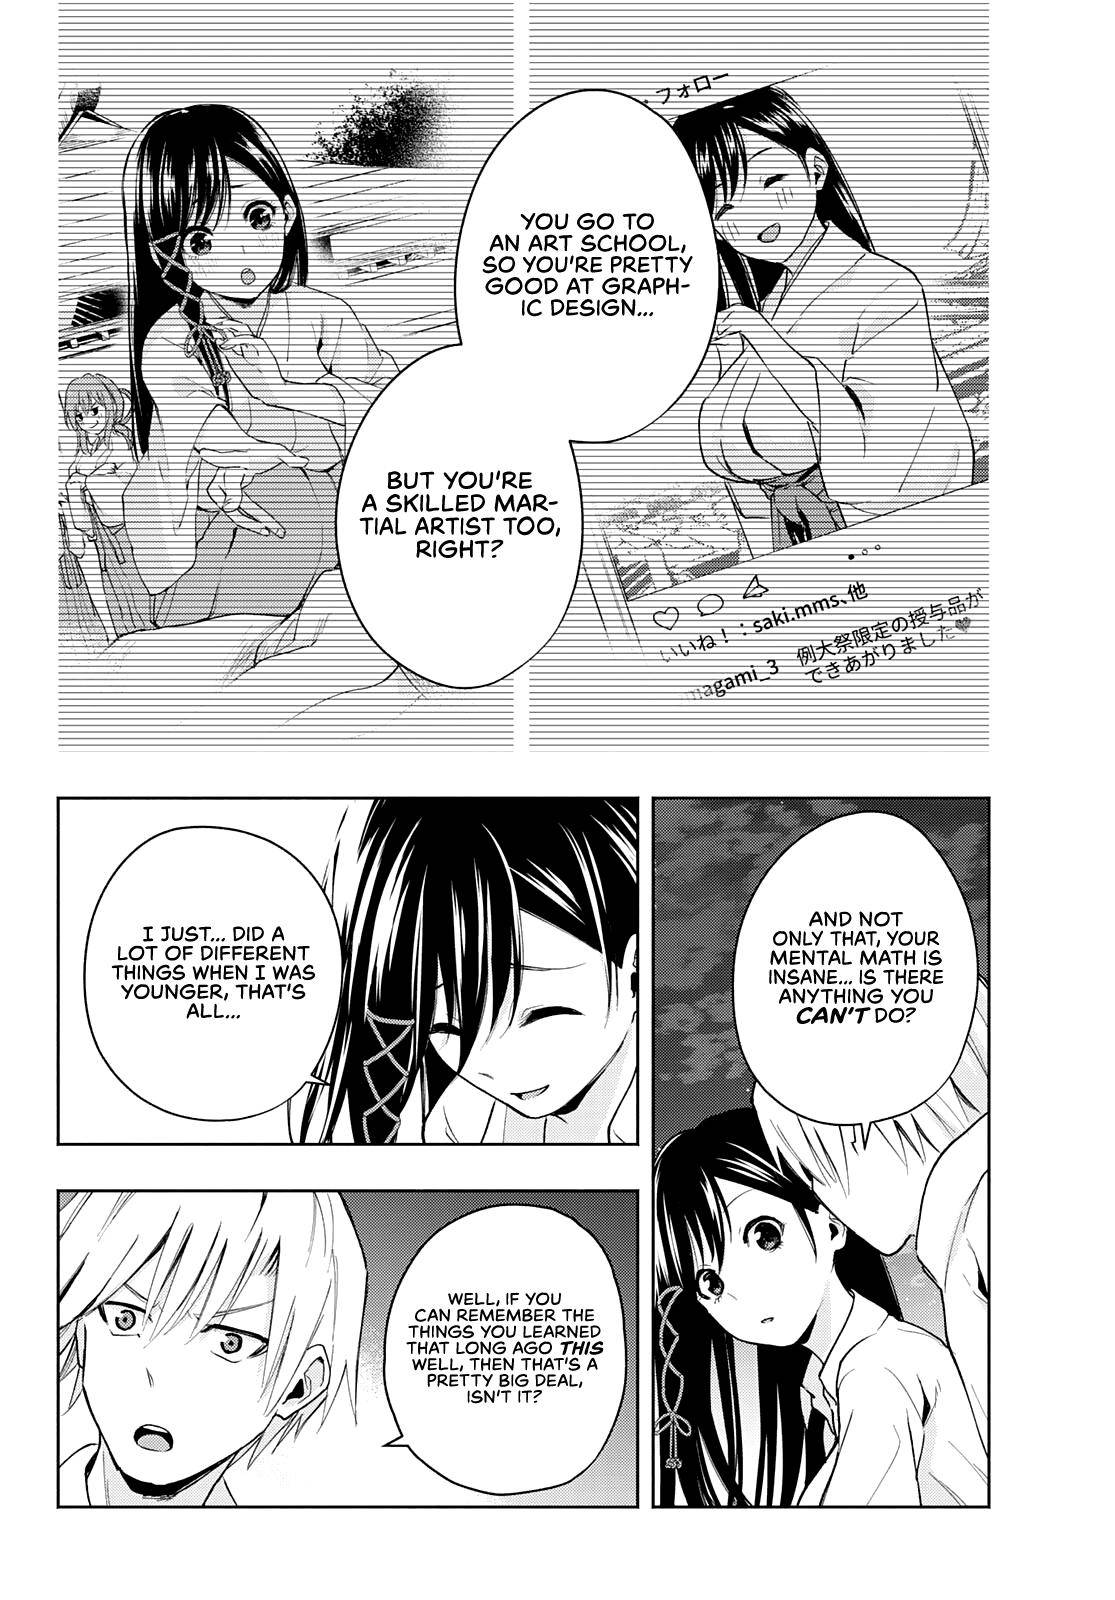 ・フォロー
YOU GO TO
AN ART SCHOOL,
SO YOU'RE PRETTY
GOOD AT GRAPH-
IC DESIGN...
BUT YOU'RE
A SKILLED MAR-
TIAL ARTIST TOO,
RIGHT?
いいね！：saki.mms、他
magami_3 例大祭限定の授与品が
できあがりました♥
AND NOT
ONLY THAT, YOUR
MENTAL MATH IS
INSANE... IS THERE
ANYTHING YOU
CAN'T DO?
I JUST... DID A
LOT OF DIFFERENT
THINGS WHEN I WAS
YOUNGER, THAT'S
ALL...
WELL, IF YOU
CAN REMEMBER THE
THINGS YOU LEARNED
THAT LONG AGO THIS
WELL, THEN THAT'S A
PRETTY BIG DEAL,
ISN'T IT?